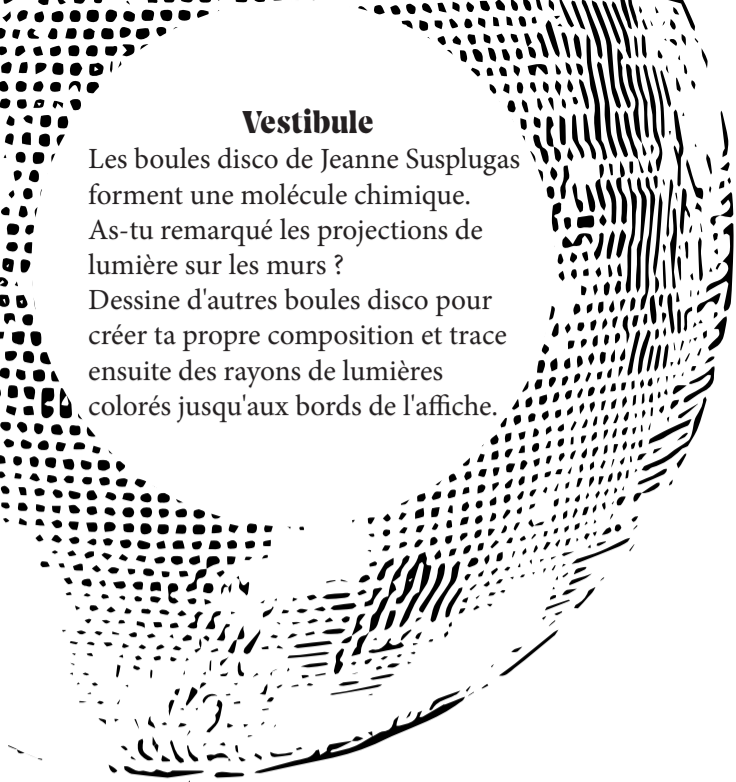 Vestibule
Les boules disco de Jeanne Susplugas
forment une molécule chimique.
As-tu remarqué les projections de
lumière sur les murs ?
Dessine d'autres boules disco pour
créer ta propre composition et trace
ensuite des rayons de lumières
colorés jusqu'aux bords de l'affiche.